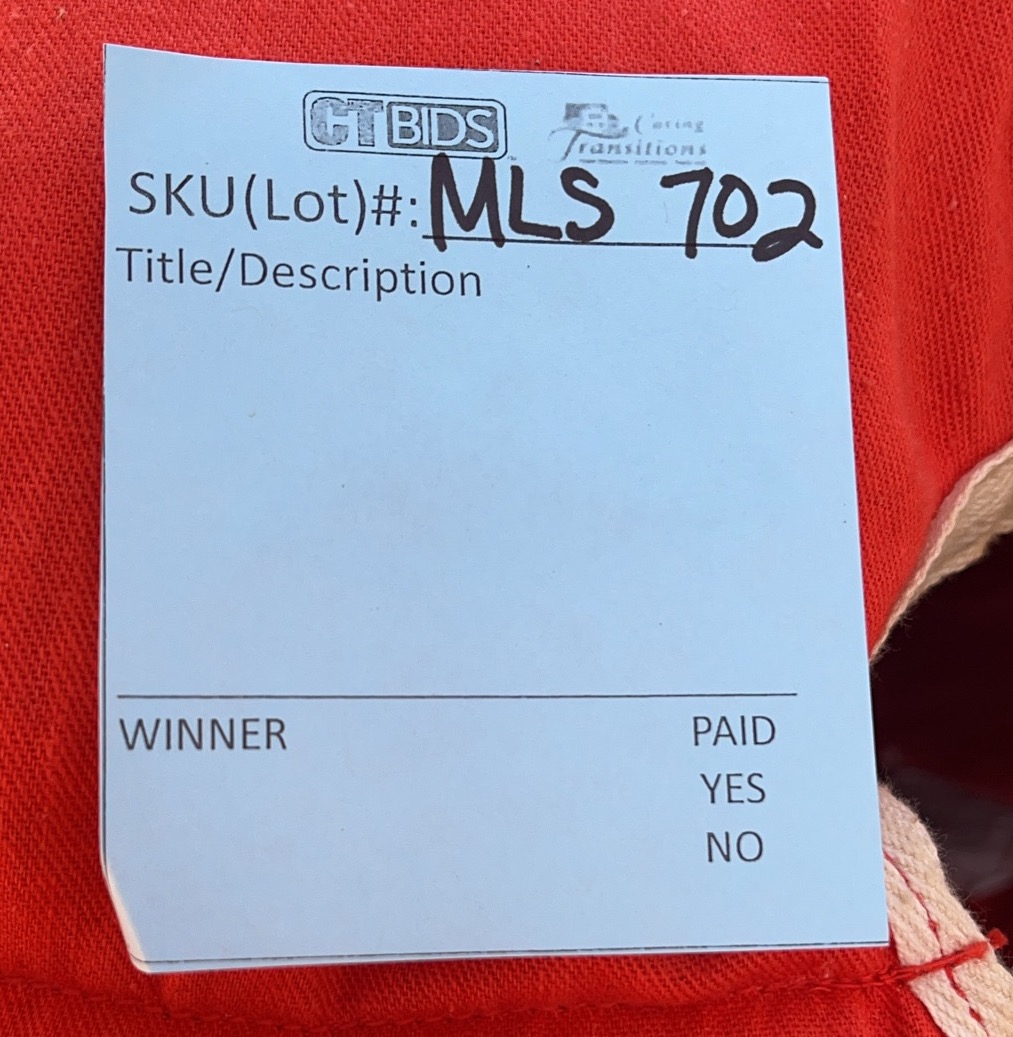 CTBIDS Caring Transitions
SKU(Lot)#: MLS 702
Title/Description
WINNER PAID
YES
NO